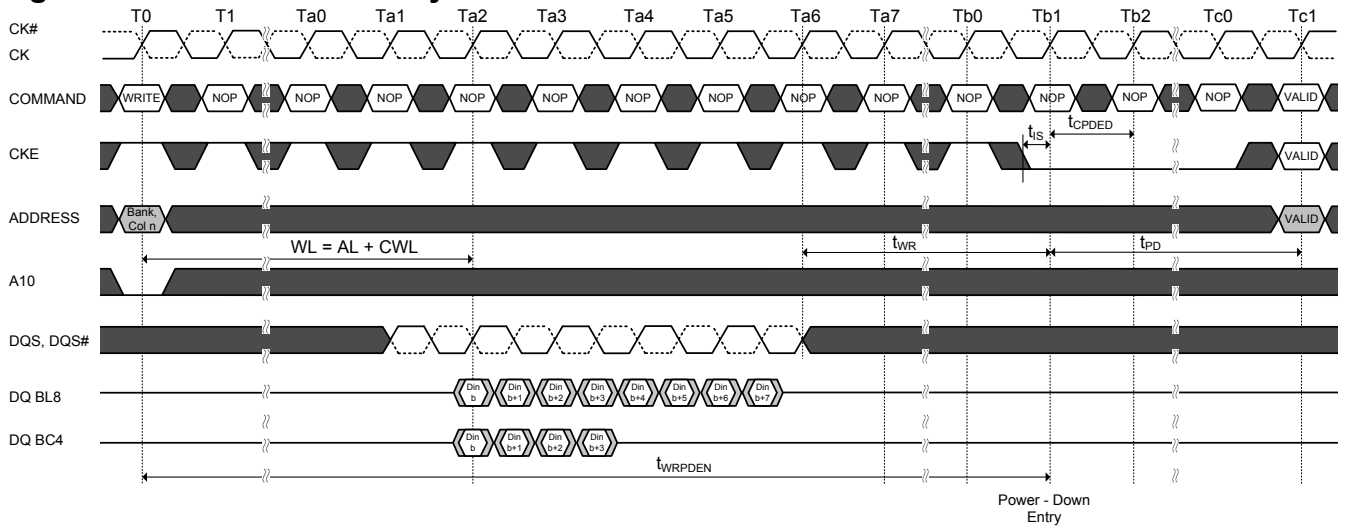 T0 T1 Ta0 Ta1 Ta2 Ta3 Ta4 Ta5 Ta6 Ta7 Tb0 Tb1 Tb2 Tc0 Tc1
CK#
CK
COMMAND WRITE NOP NOP NOP NOP NOP NOP NOP NOP NOP NOP NOP NOP NOP VALID
tIS tCPDED
CKE VALID
ADDRESS Bank, Col n VALID
WL = AL + CWL tWR tPD
A10
DQS, DQS#
DQ BL8 Din b Din b+1 Din b+2 Din b+3 Din b+4 Din b+5 Din b+6 Din b+7
DQ BC4 Din b Din b+1 Din b+2 Din b+3
tWRPDEN
Power - Down
Entry